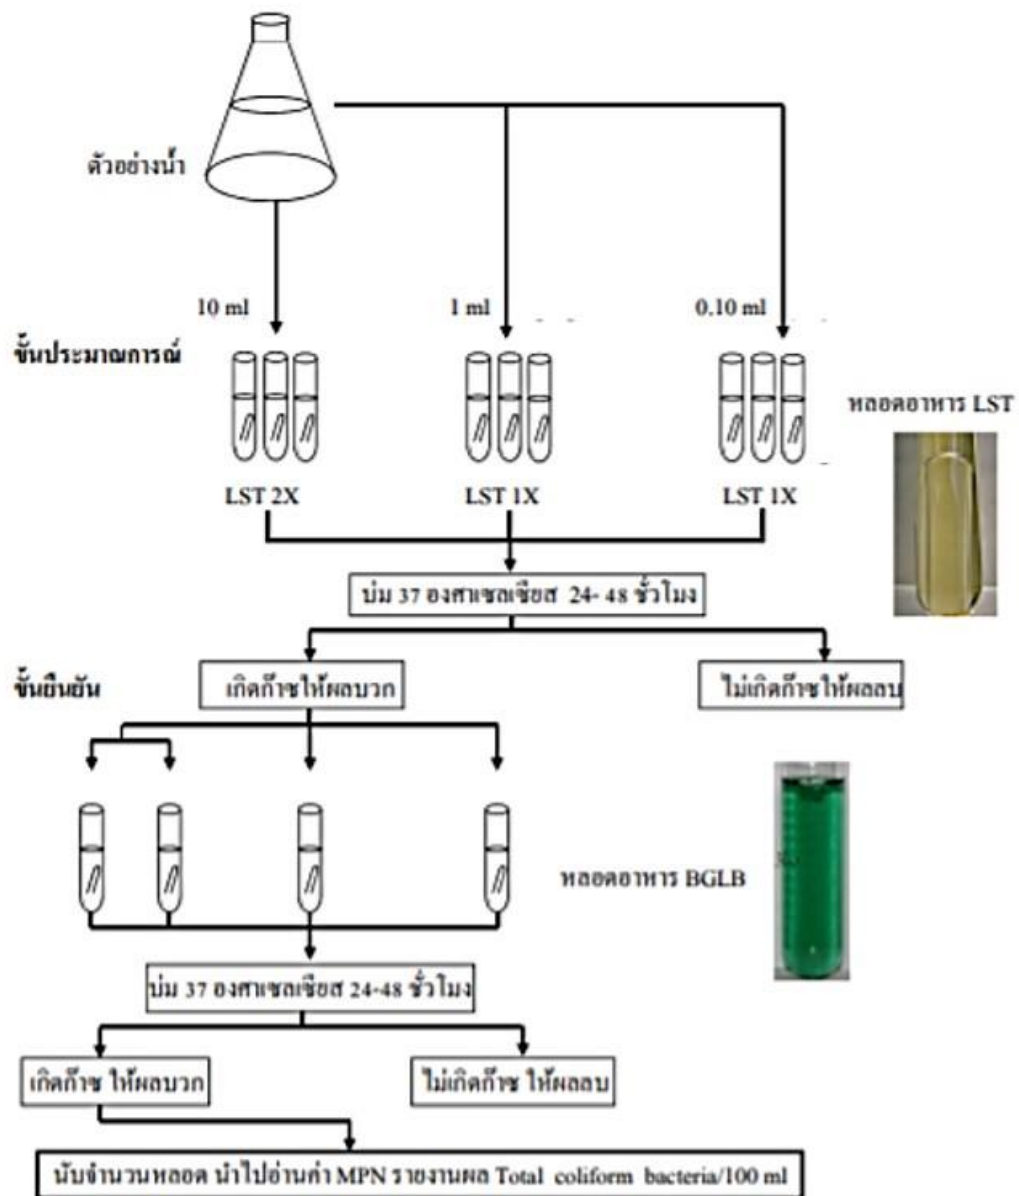 ตัวอย่างน้ำ
10 ml
1 ml
0.10 ml
ขั้นประมาณการณ์
หลอดอาหาร LST
LST 2X
LST 1X
LST 1X
บ่ม 37 องศาเซลเซียส 24- 48 ชั่วโมง
ขั้นยืนยัน
เกิดก๊าซให้ผลบวก
ไม่เกิดก๊าซให้ผลลบ
หลอดอาหาร BGLB
บ่ม 37 องศาเซลเซียส 24-48 ชั่วโมง
เกิดก๊าซ ให้ผลบวก
ไม่เกิดก๊าซ ให้ผลลบ
นับจำนวนหลอด นำไปอ่านค่า MPN รายงานผล Total coliform bacteria/100 ml